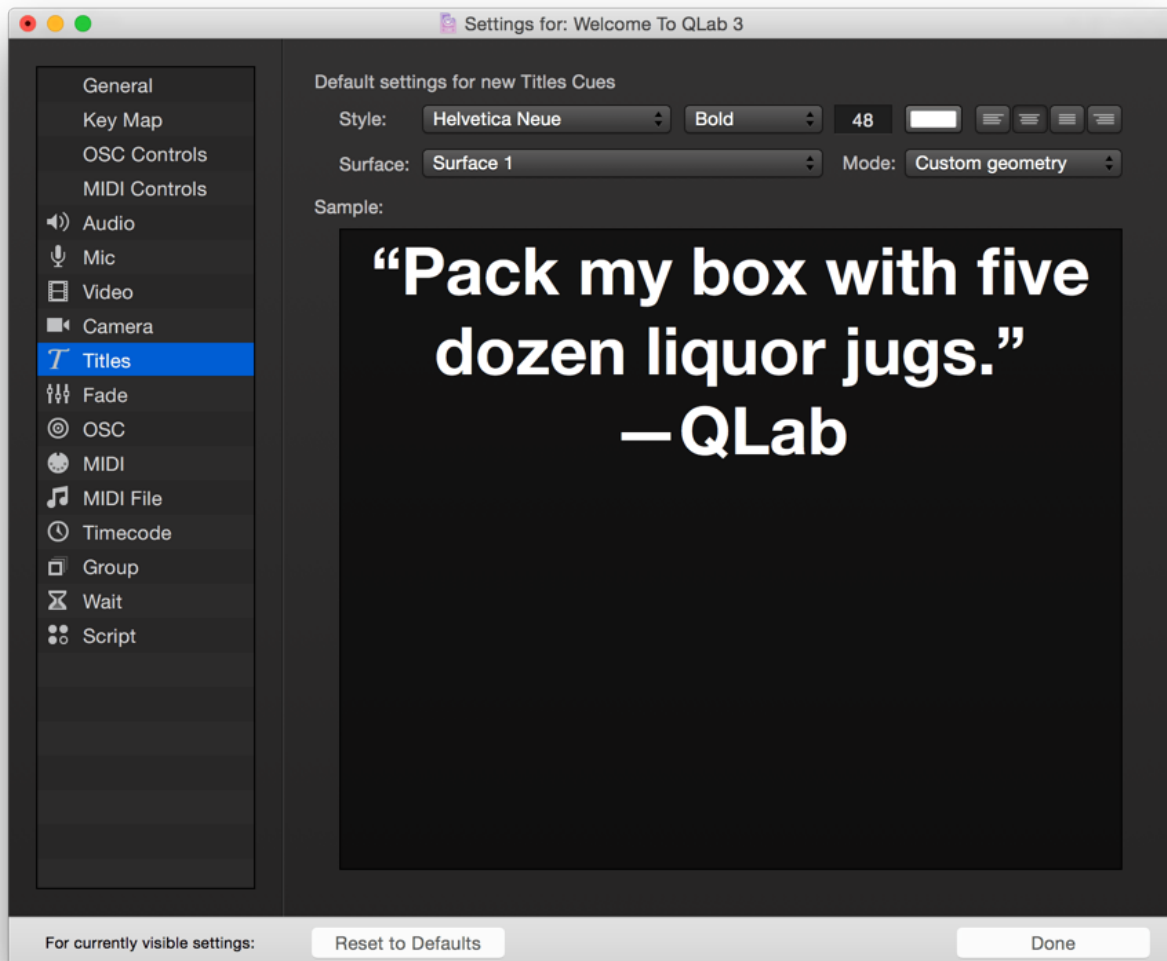 Settings for: Welcome To QLab 3
General
Key Map
OSC Controls
MIDI Controls
Audio
Mic
Video
Camera
Titles
Fade
OSC
MIDI
MIDI File
Timecode
Group
Wait
Script
Default settings for new Titles Cues
Style: Helvetica Neue Bold 48
Surface: Surface 1 Mode: Custom geometry
Sample:
“Pack my box with five
dozen liquor jugs.”
—QLab
For currently visible settings: Reset to Defaults Done